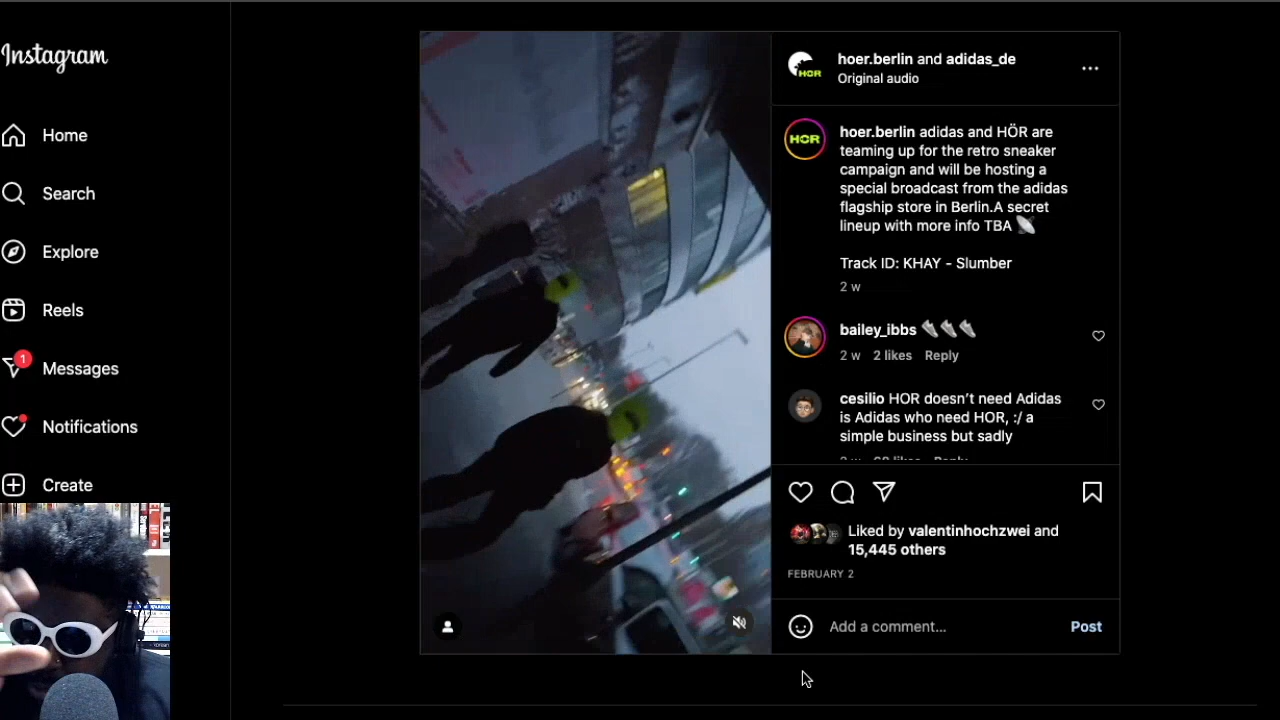 Instagram
Home
Search
Explore
Reels
1
Messages
Notifications
Create
HÖR
hoer.berlin and adidas_de
Original audio
HÖR
hoer.berlin adidas and HÖR are
teaming up for the retro sneaker
campaign and will be hosting a
special broadcast from the adidas
flagship store in Berlin.A secret
lineup with more info TBA
Track ID: KHAY - Slumber
2 w
bailey_ibbs
2 w 2 likes Reply
cesilio HOR doesn’t need Adidas
is Adidas who need HOR, :/ a
simple business but sadly
Liked by valentinhochzwei and
15,445 others
FEBRUARY 2
Add a comment...
Post